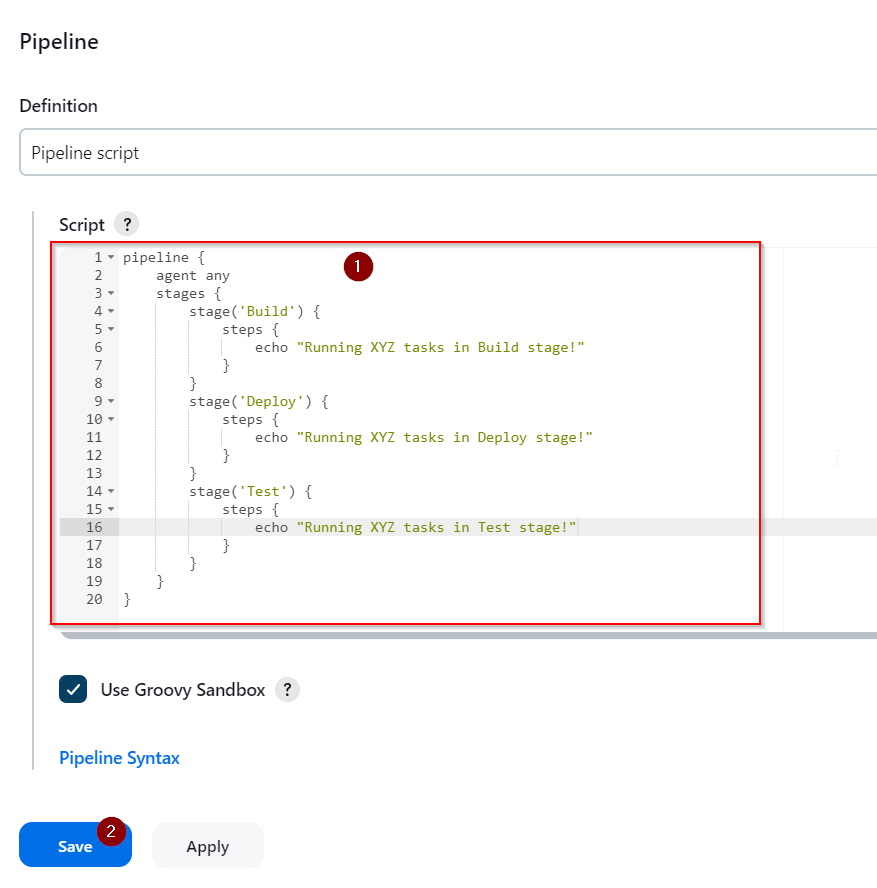 Pipeline
Definition
Pipeline script
Script ?
1
1 pipeline {
2     agent any
3     stages {
4         stage('Build') {
5             steps {
6                 echo "Running XYZ tasks in Build stage!"
7             }
8         }
9         stage('Deploy') {
10             steps {
11                 echo "Running XYZ tasks in Deploy stage!"
12             }
13         }
14         stage('Test') {
15             steps {
16                 echo "Running XYZ tasks in Test stage!"
17             }
18         }
19     }
20 }
Use Groovy Sandbox ?
Pipeline Syntax
2
Save Apply